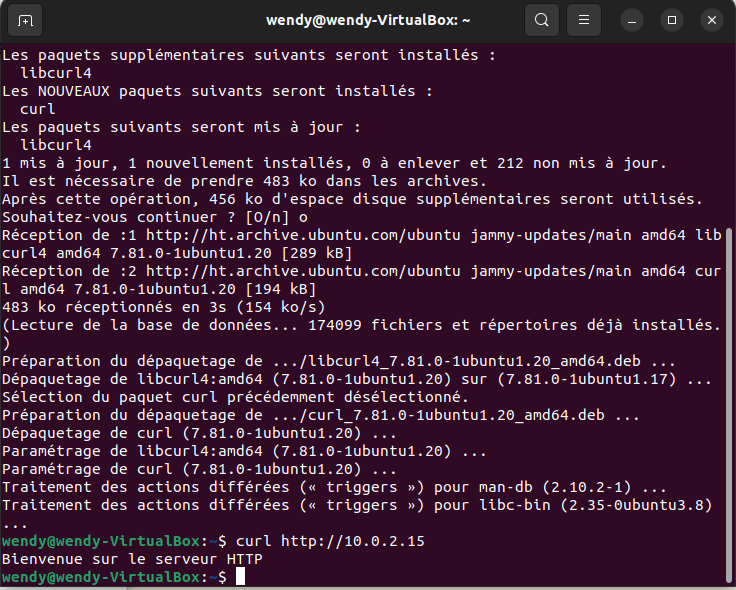 wendy@wendy-VirtualBox: ~
Les paquets supplémentaires suivants seront installés :
  libcurl4
Les NOUVEAUX paquets suivants seront installés :
  curl
Les paquets suivants seront mis à jour :
  libcurl4
1 mis à jour, 1 nouvellement installés, 0 à enlever et 212 non mis à jour.
Il est nécessaire de prendre 483 ko dans les archives.
Après cette opération, 456 ko d'espace disque supplémentaires seront utilisés.
Souhaitez-vous continuer ? [O/n] o
Réception de :1 http://ht.archive.ubuntu.com/ubuntu jammy-updates/main amd64 lib
curl4 amd64 7.81.0-1ubuntu1.20 [289 kB]
Réception de :2 http://ht.archive.ubuntu.com/ubuntu jammy-updates/main amd64 cur
l amd64 7.81.0-1ubuntu1.20 [194 kB]
483 ko réceptionnés en 3s (154 ko/s)
(Lecture de la base de données... 174099 fichiers et répertoires déjà installés.
)
Préparation du dépaquetage de .../libcurl4_7.81.0-1ubuntu1.20_amd64.deb ...
Dépaquetage de libcurl4:amd64 (7.81.0-1ubuntu1.20) sur (7.81.0-1ubuntu1.17) ...
Sélection du paquet curl précédemment désélectionné.
Préparation du dépaquetage de .../curl_7.81.0-1ubuntu1.20_amd64.deb ...
Dépaquetage de curl (7.81.0-1ubuntu1.20) ...
Paramétrage de libcurl4:amd64 (7.81.0-1ubuntu1.20) ...
Paramétrage de curl (7.81.0-1ubuntu1.20) ...
Traitement des actions différées (« triggers ») pour man-db (2.10.2-1) ...
Traitement des actions différées (« triggers ») pour libc-bin (2.35-0ubuntu3.8)
...
wendy@wendy-VirtualBox:~$ curl http://10.0.2.15
Bienvenue sur le serveur HTTP
wendy@wendy-VirtualBox:~$